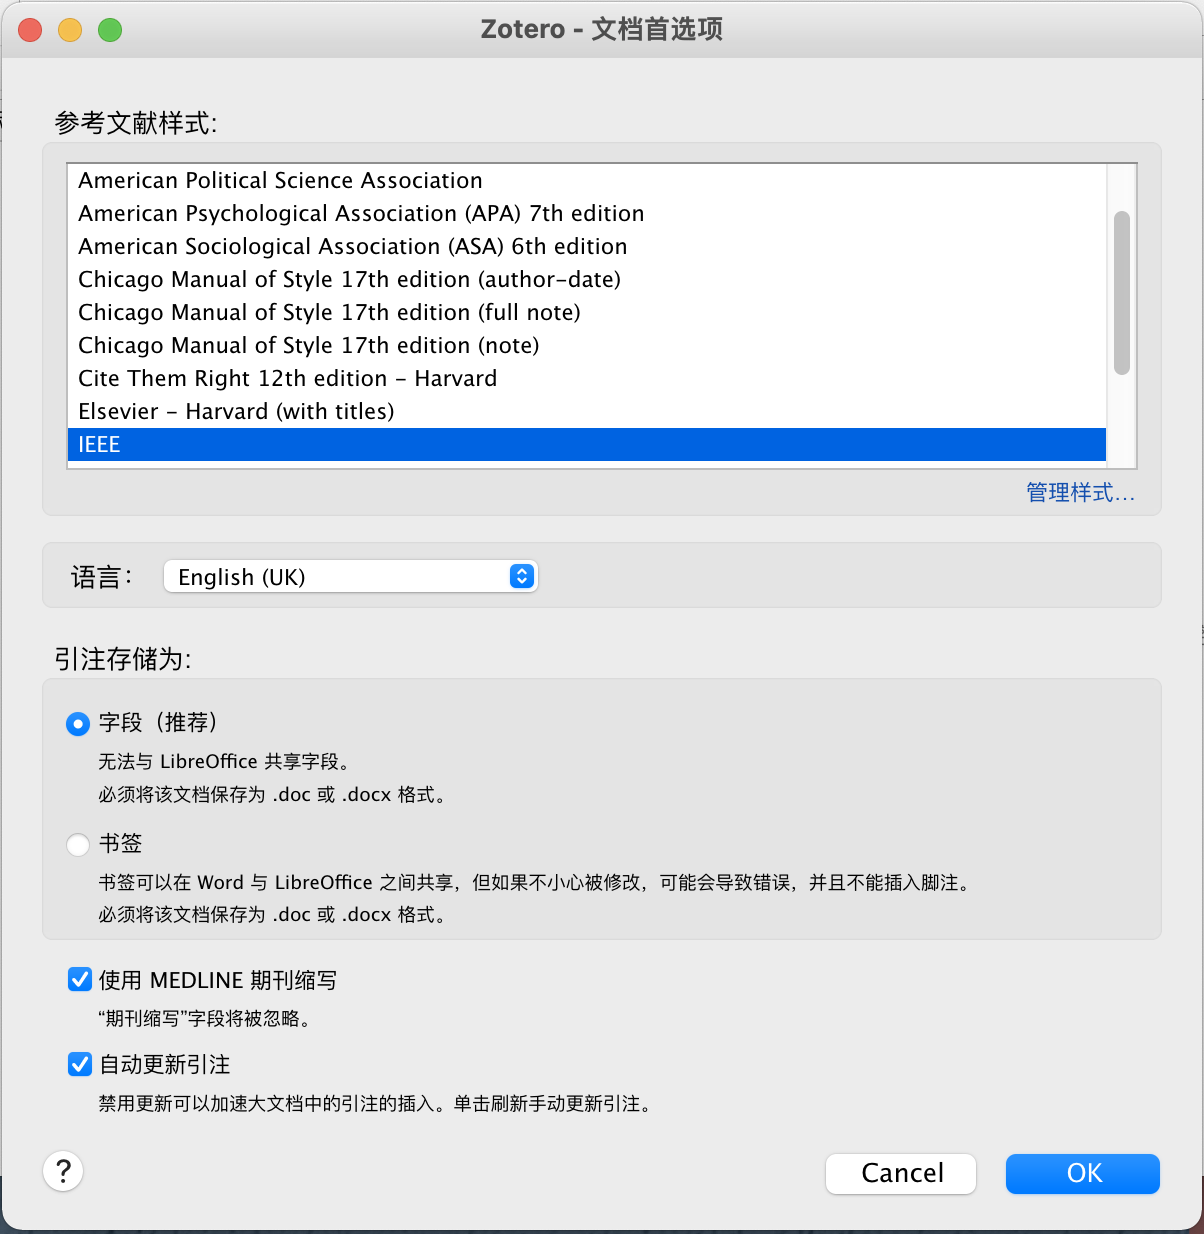 Zotero - 文档首选项
参考文献样式:
American Political Science Association
American Psychological Association (APA) 7th edition
American Sociological Association (ASA) 6th edition
Chicago Manual of Style 17th edition (author-date)
Chicago Manual of Style 17th edition (full note)
Chicago Manual of Style 17th edition (note)
Cite Them Right 12th edition - Harvard
Elsevier - Harvard (with titles)
IEEE
管理样式...
语言： English (UK)
引注存储为:
字段（推荐）
无法与 LibreOffice 共享字段。
必须将该文档保存为 .doc 或 .docx 格式。
书签
书签可以在 Word 与 LibreOffice 之间共享，但如果不小心被修改，可能会导致错误，并且不能插入脚注。
必须将该文档保存为 .doc 或 .docx 格式。
使用 MEDLINE 期刊缩写
“期刊缩写”字段将被忽略。
自动更新引注
禁用更新可以加速大文档中的引注的插入。单击刷新手动更新引注。
? Cancel OK